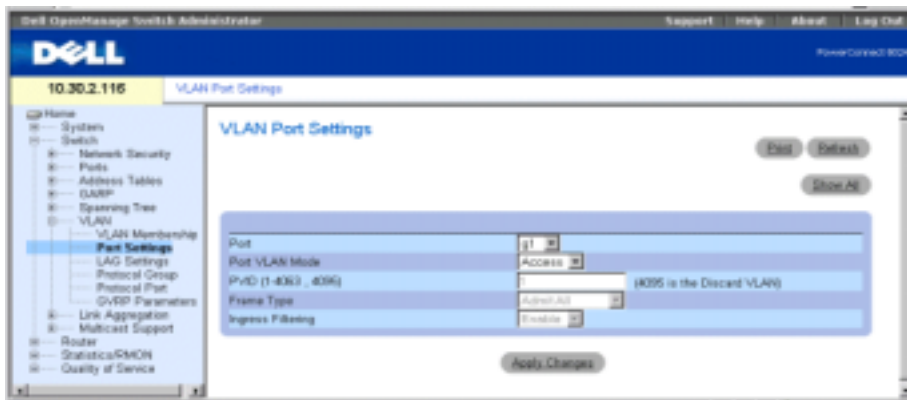 Dell OpenManage Switch Administrator
Support Help About Log Out
DELL
PowerConnect 6024
10.30.2.116
VLAN Port Settings
Home
System
Switch
Network Security
Ports
Address Tables
GARP
Spanning Tree
VLAN
VLAN Membership
Port Settings
LAG Settings
Protocol Group
Protocol Port
GVRP Parameters
Link Aggregation
Multicast Support
Router
Statistics/RMON
Quality of Service
VLAN Port Settings
Print Refresh
Show All
Port g1
Port VLAN Mode Access
PVID (1-4063 , 4095) 1 (4095 is the Discard VLAN)
Frame Type Admit All
Ingress Filtering Enable
Apply Changes